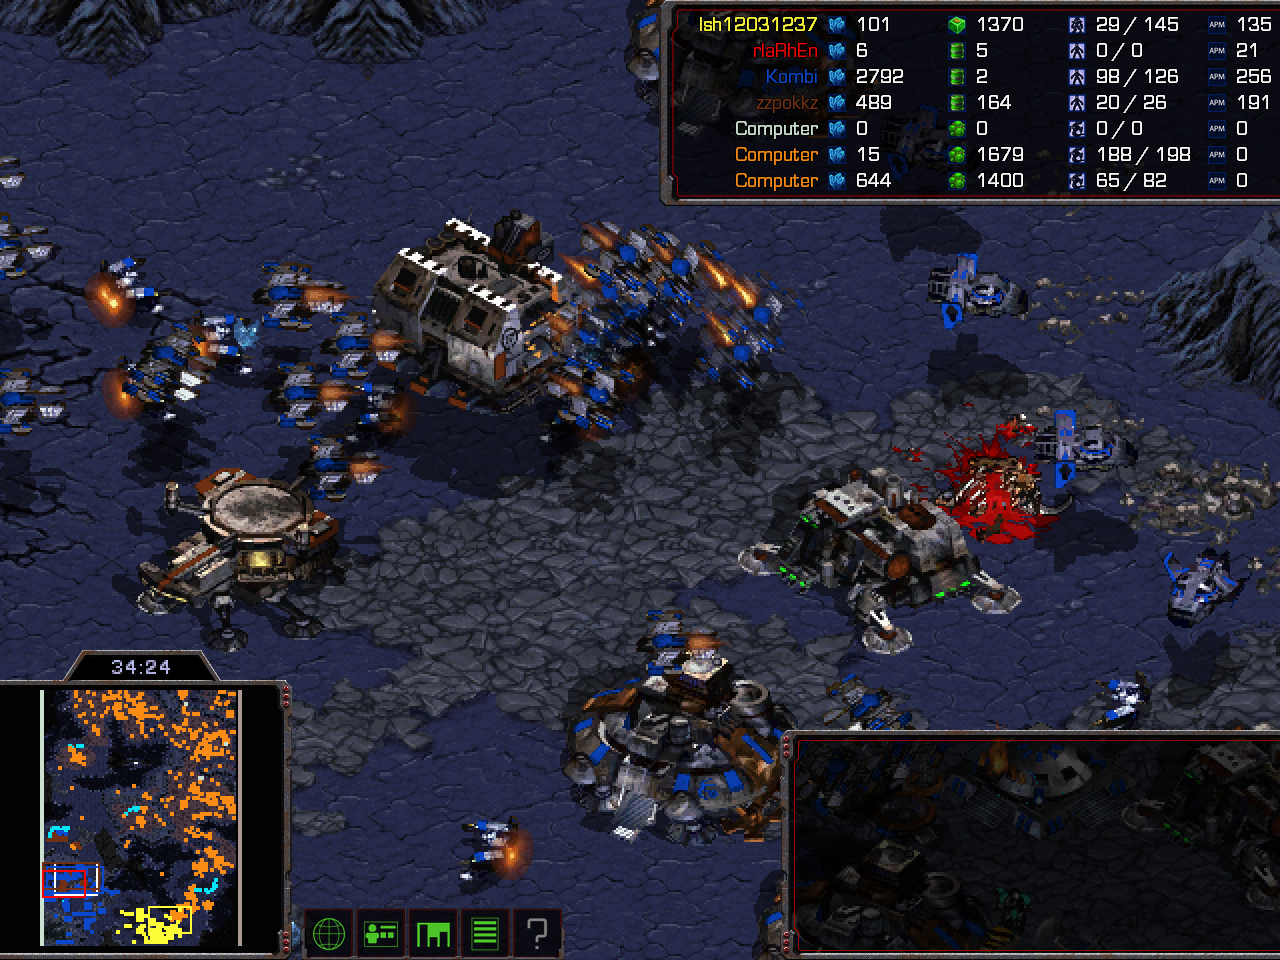 lsh12031237 101 1370 29 / 145 APM 135
rlaRhEn 6 5 0 / 0 APM 21
Kombi 2792 2 98 / 126 APM 256
zzpokkz 489 164 20 / 26 APM 191
Computer 0 0 0 / 0 APM 0
Computer 15 1679 188 / 198 APM 0
Computer 644 1400 65 / 82 APM 0
34:24
?